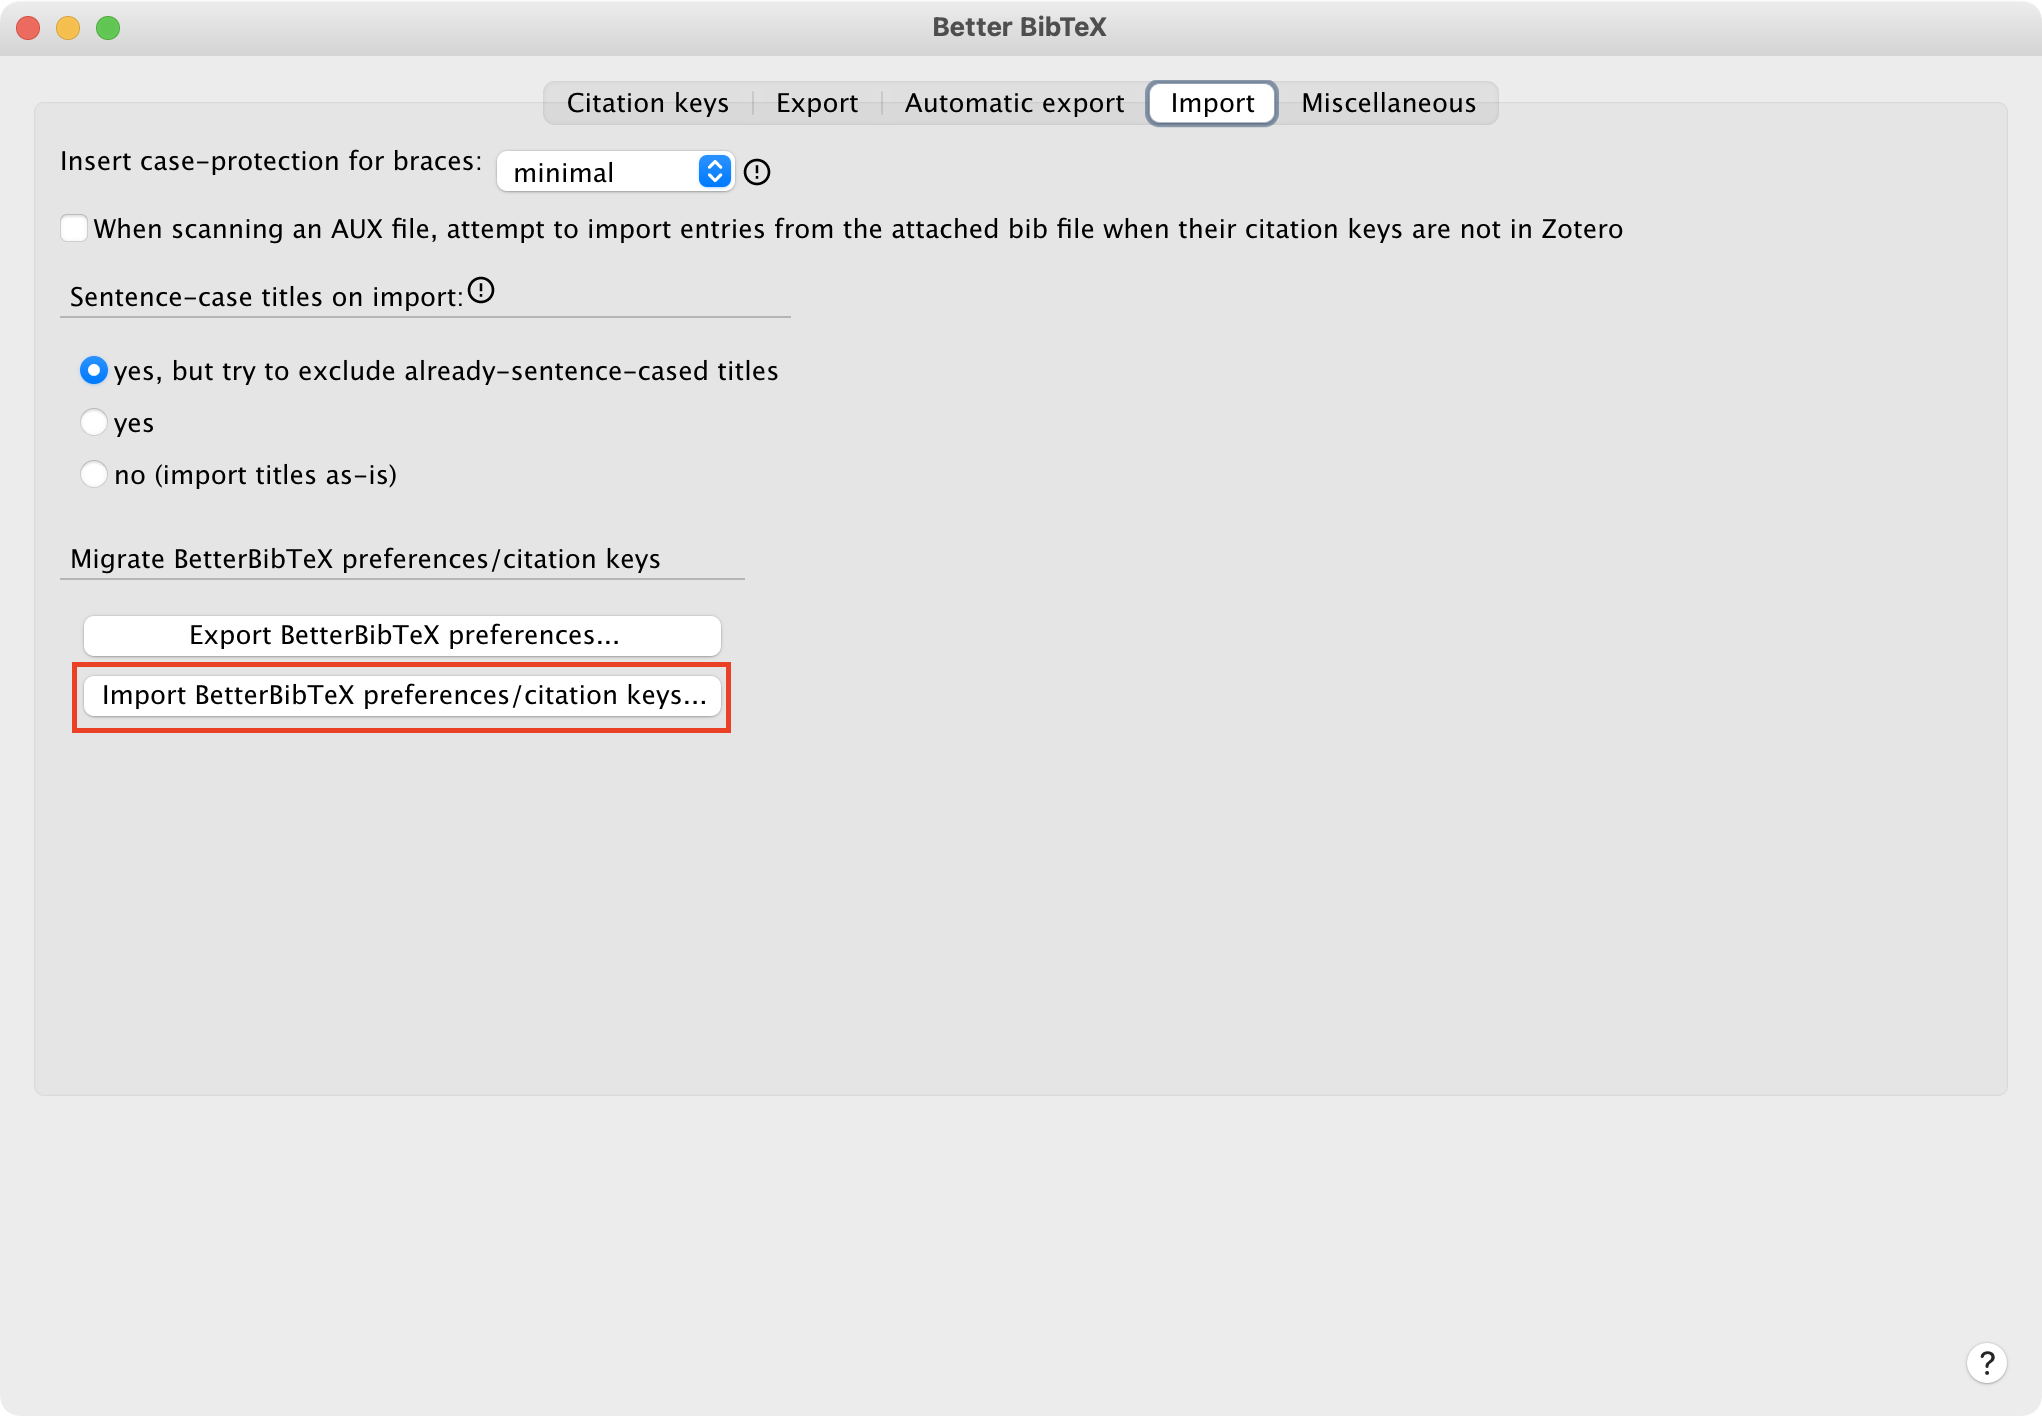 Better BibTeX
Citation keys
Export
Automatic export
Import
Miscellaneous
Insert case-protection for braces:
minimal
When scanning an AUX file, attempt to import entries from the attached bib file when their citation keys are not in Zotero
Sentence-case titles on import:
yes, but try to exclude already-sentence-cased titles
yes
no (import titles as-is)
Migrate BetterBibTeX preferences/citation keys
Export BetterBibTeX preferences...
Import BetterBibTeX preferences/citation keys...
?